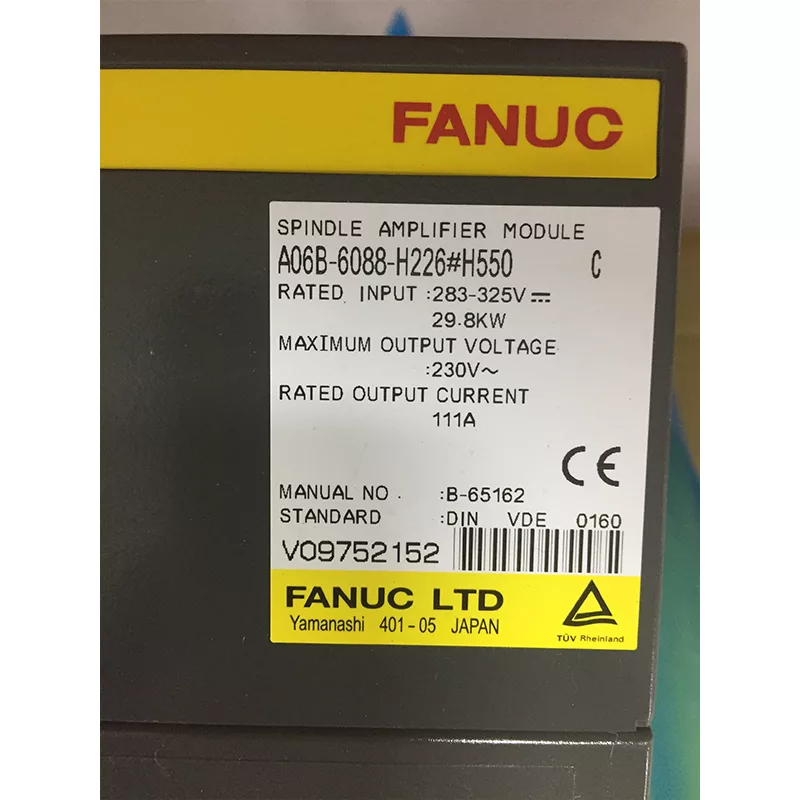 FANUC
SPINDLE AMPLIFIER MODULE
A06B-6088-H226#H550 C
RATED INPUT :283-325V⎓
29.8KW
MAXIMUM OUTPUT VOLTAGE
:230V～
RATED OUTPUT CURRENT
111A
CE
MANUAL NO. :B-65162
STANDARD :DIN VDE 0160
V09752152
FANUC LTD
Yamanashi 401-05 JAPAN
TÜV Rheinland